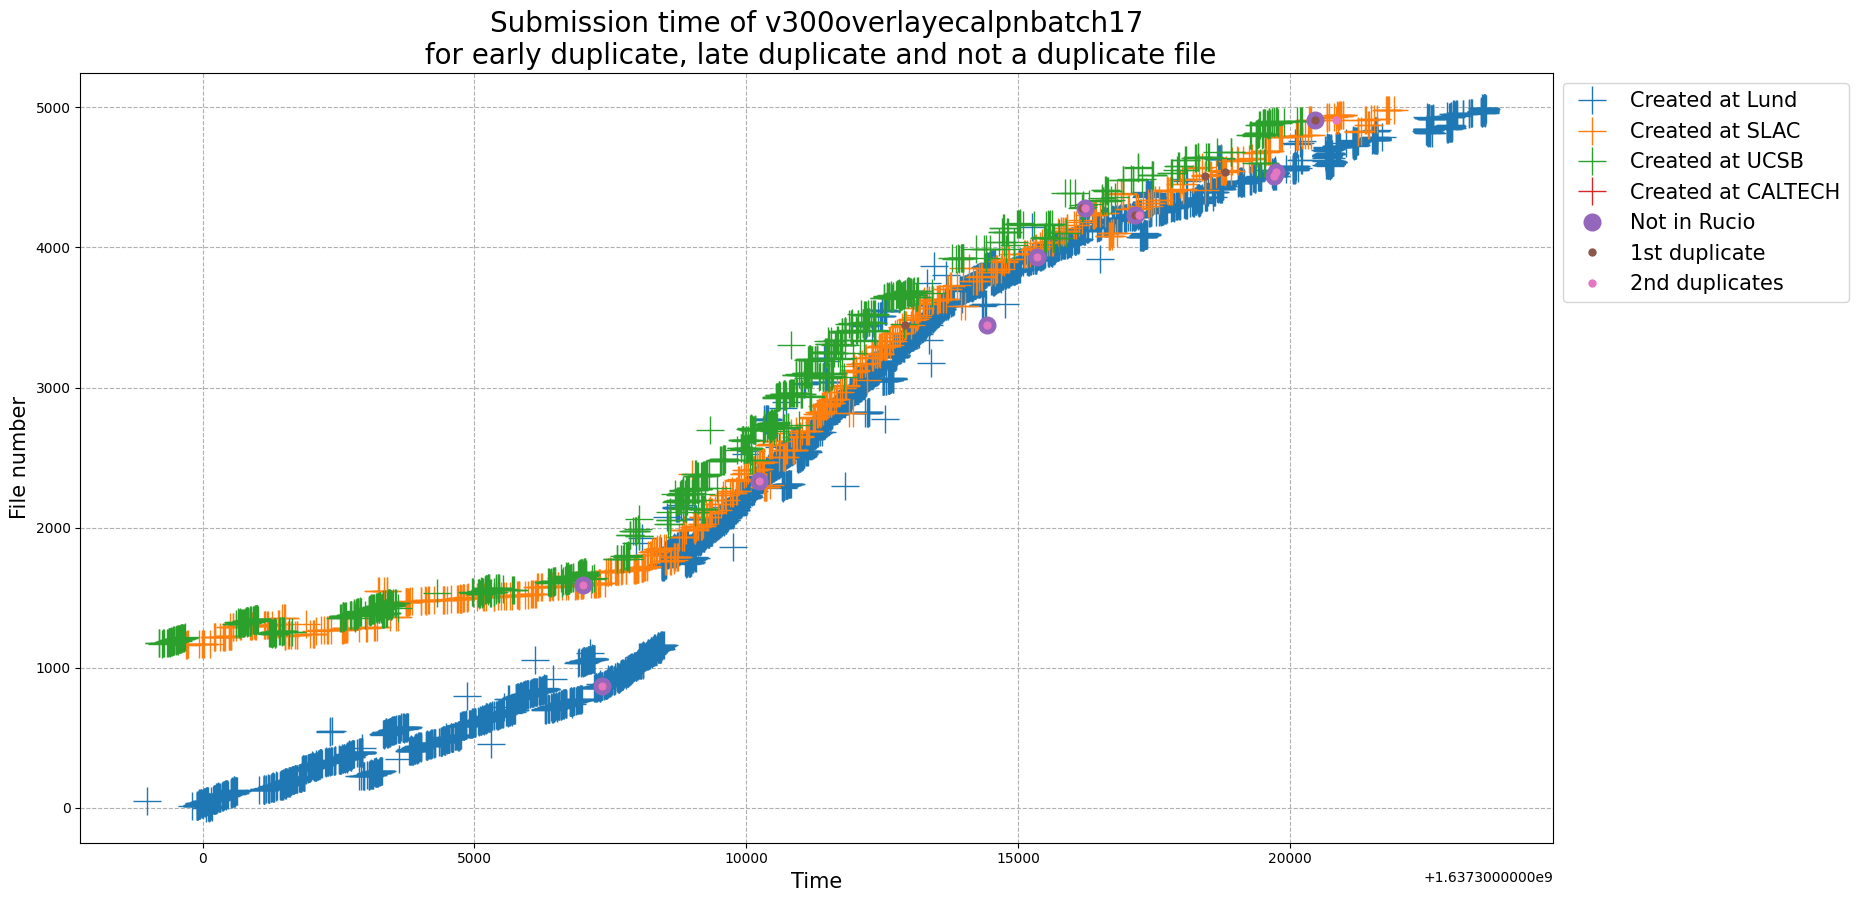 Submission time of v300overlayecalpnbatch17
for early duplicate, late duplicate and not a duplicate file
Created at Lund
Created at SLAC
Created at UCSB
Created at CALTECH
Not in Rucio
1st duplicate
2nd duplicates
File number
5000
4000
3000
2000
1000
0
0
5000
10000
15000
20000
Time
+1.6373000000e9